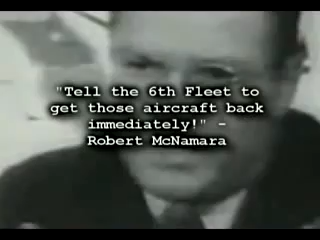 "Tell the 6th Fleet to
get those aircraft back
immediately!" -
Robert McNamara